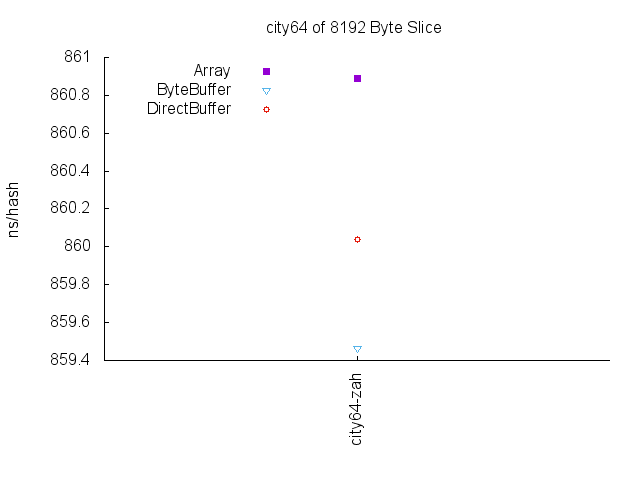 city64 of 8192 Byte Slice
861
Array
ByteBuffer
860.8
DirectBuffer
860.6
860.4
860.2
ns/hash
860
859.8
859.6
859.4
city64-zah